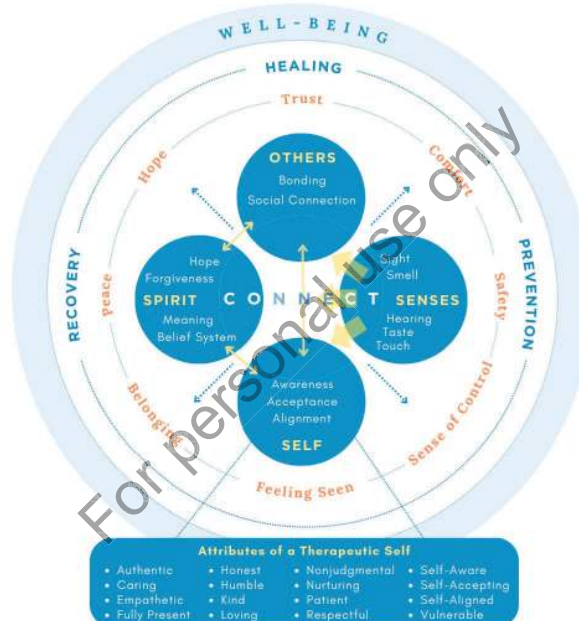 WELL-BEING
HEALING
Trust
Hope
Comfort
OTHERS
Bonding
Social Connection
RECOVERY
Peace
Hope
Forgiveness
SPIRIT
Meaning
Belief System
CONNECT
Sight
Smell
SENSES
Hearing
Taste
Touch
Safety
PREVENTION
Belonging
Awareness
Acceptance
Alignment
SELF
Sense of Control
Feeling Seen
Attributes of a Therapeutic Self
• Authentic
• Caring
• Empathetic
• Fully Present
• Honest
• Humble
• Kind
• Loving
• Nonjudgmental
• Nurturing
• Patient
• Respectful
• Self-Aware
• Self-Accepting
• Self-Aligned
• Vulnerable
For personal use only